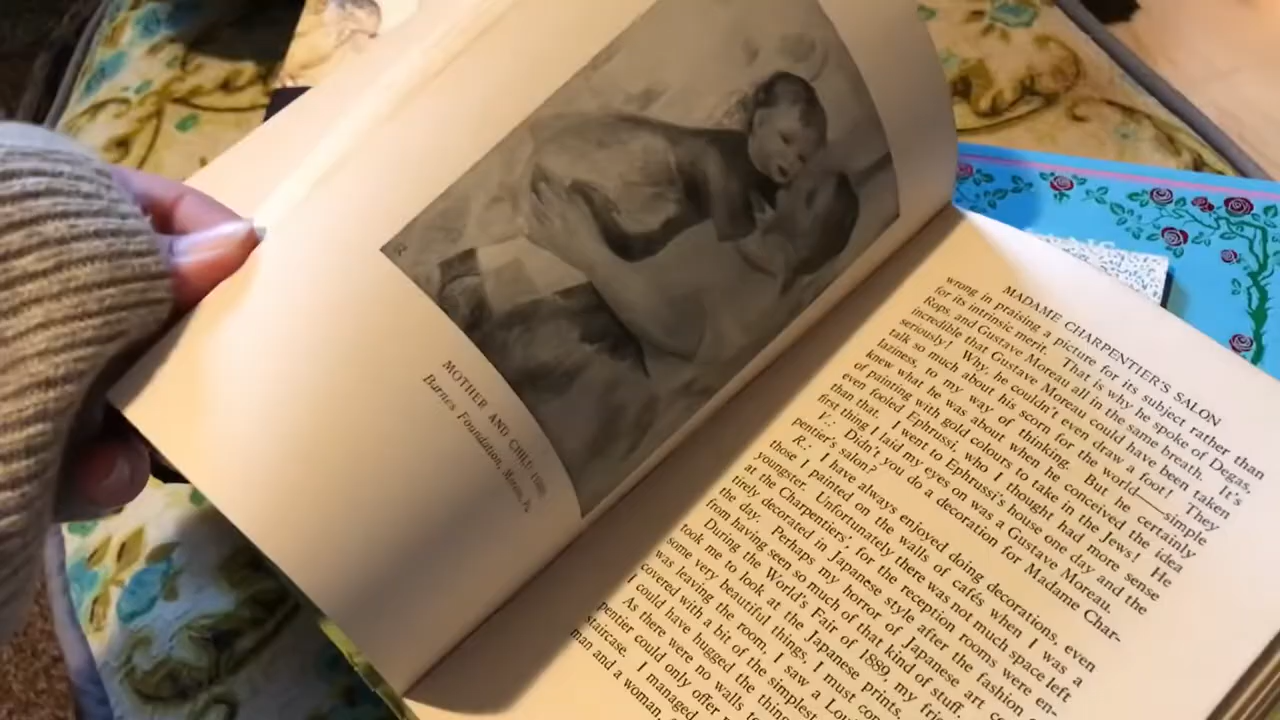 MOTHER AND CHILD
Barnes Foundation,
MADAME CHARPENTIER'S SALON
wrong in praising a picture for its subject rather than
for its intrinsic merit. That is why he spoke of Degas,
Rops, and Gustave Moreau all in the same breath. It's
incredible that Gustave Moreau could have been taken
seriously! Why, he couldn't even draw a foot! They
talk so much about his scorn for the world—simple
laziness, to my way of thinking. But he certainly
knew what he was about when he conceived the idea
of painting with gold colours to take in the Jews! He
even fooled Ephrussi, who I thought had more sense
than that. I went to Ephrussi's house one day and the
first thing I laid my eyes on was a Gustave Moreau.
V.: Didn't you do a decoration for Madame Char-
pentier's salon?
R. I have always enjoyed doing decorations, even
those I painted on the walls of cafés when I was a
youngster. Unfortunately there was not much space left
at the Charpentiers', for the reception rooms were en-
tirely decorated in Japanese style after the fashion
the day. Perhaps my horror of Japanese art
from having seen so much of that kind of stuff.
During the World's Fair of 1889, my
took me to look at the Japanese prints.
some very beautiful things, I must
was leaving the room, I saw a
covered with a bit of the simplest
I could have hugged the
As there were no walls to
pentier could only offer
staircase. I managed
man and a woman,